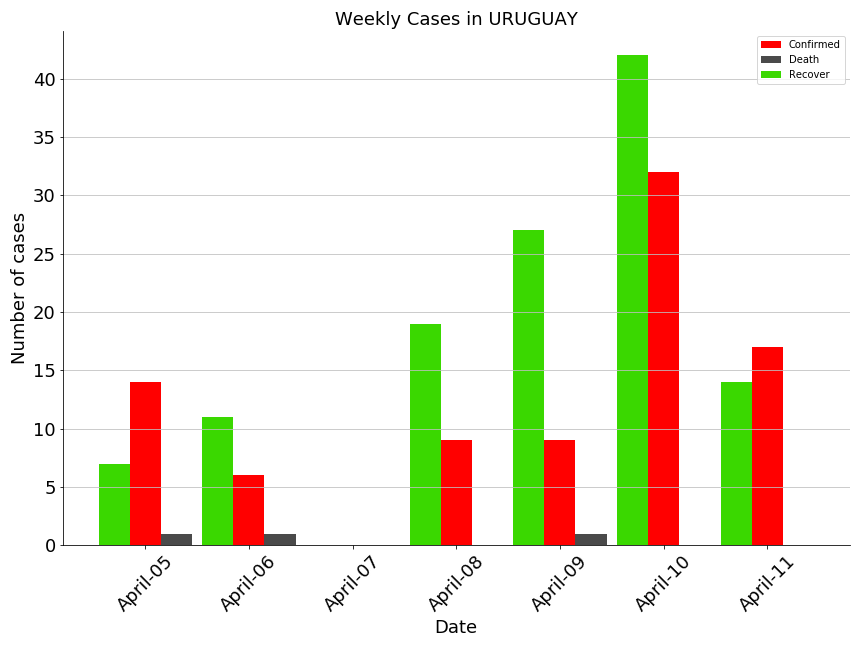 Weekly Cases in URUGUAY
Confirmed
Death
Recover
Number of cases
40
35
30
25
20
15
10
5
0
April-05
April-06
April-07
April-08
April-09
April-10
April-11
Date